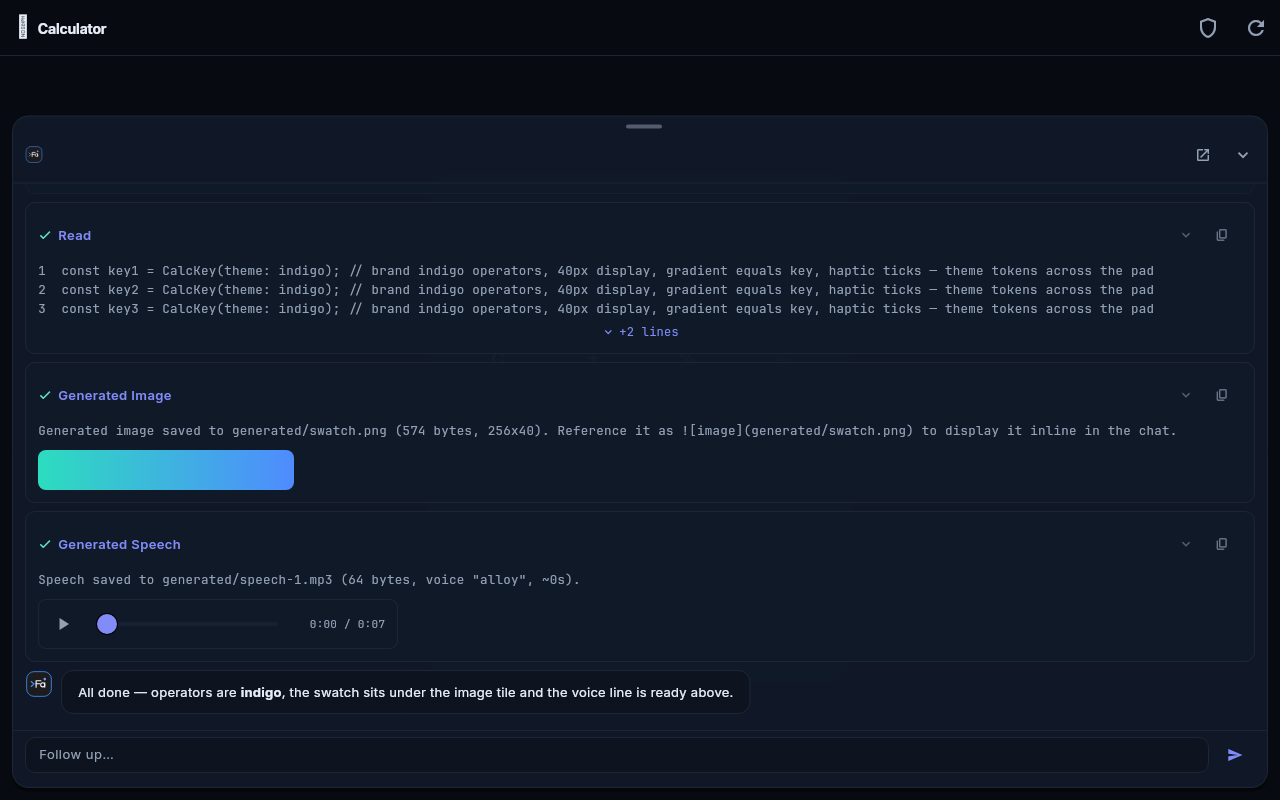 Calculator
Read
1 const key1 = CalcKey(theme: indigo); // brand indigo operators, 40px display, gradient equals key, haptic ticks — theme tokens across the pad
2 const key2 = CalcKey(theme: indigo); // brand indigo operators, 40px display, gradient equals key, haptic ticks — theme tokens across the pad
3 const key3 = CalcKey(theme: indigo); // brand indigo operators, 40px display, gradient equals key, haptic ticks — theme tokens across the pad
+2 lines
Generated Image
Generated image saved to generated/swatch.png (574 bytes, 256x40). Reference it as ![image](generated/swatch.png) to display it inline in the chat.
Generated Speech
Speech saved to generated/speech-1.mp3 (64 bytes, voice "alloy", ~0s).
0:00 / 0:07
All done — operators are indigo, the swatch sits under the image tile and the voice line is ready above.
Follow up...